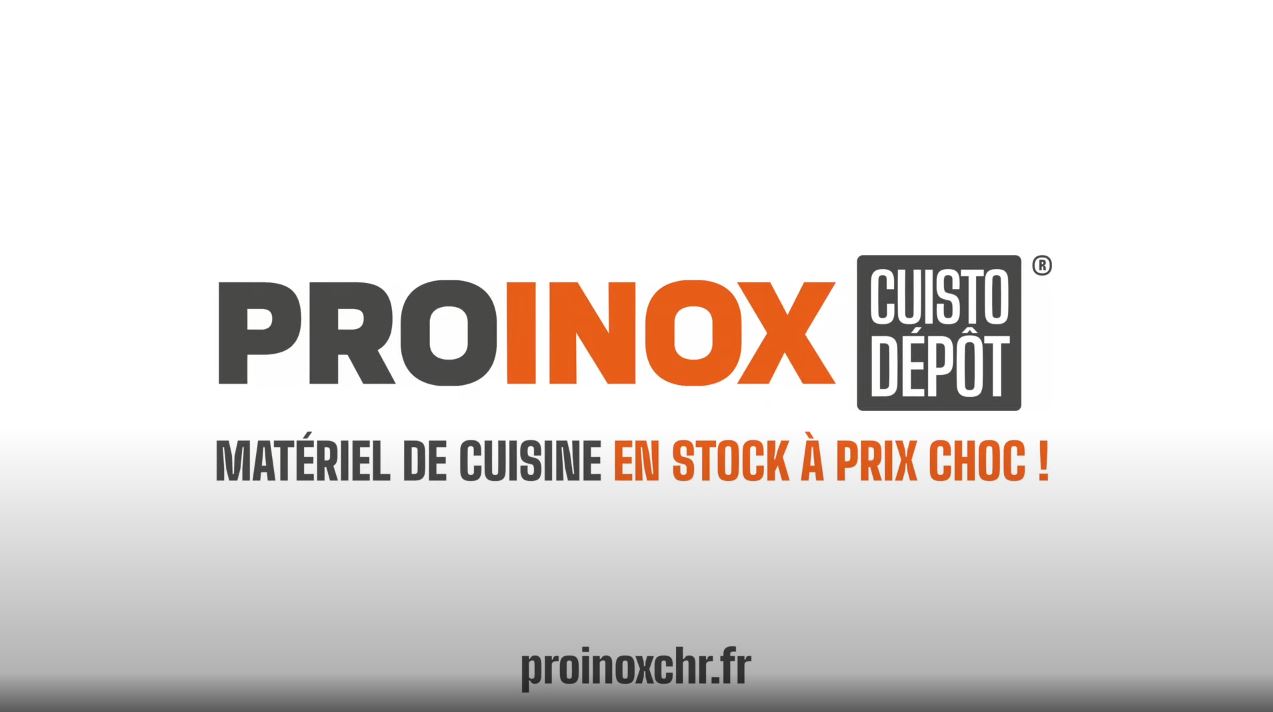 PROINOX CUISTO DÉPÔT ®
MATÉRIEL DE CUISINE EN STOCK À PRIX CHOC !
proinoxchr.fr